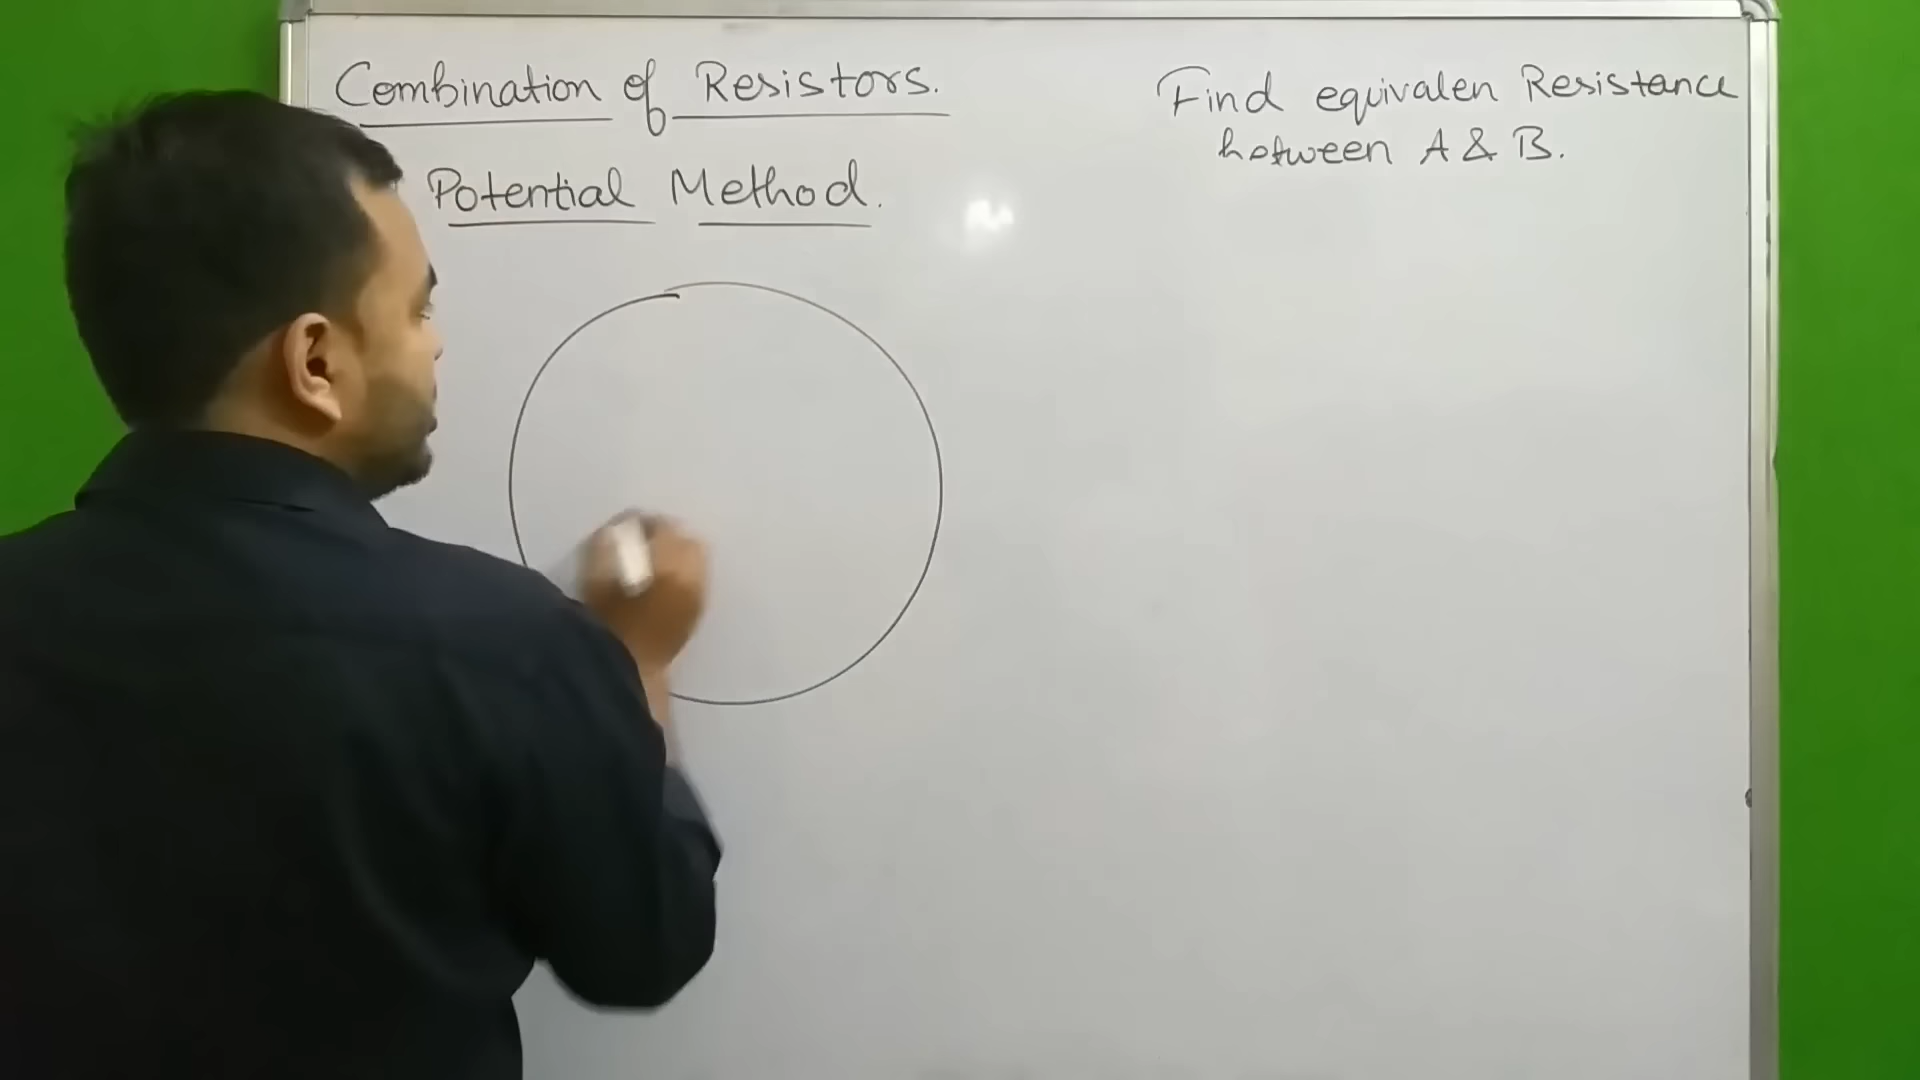 Combination of Resistors.
Potential Method.
Find equivalen Resistance
between A & B.